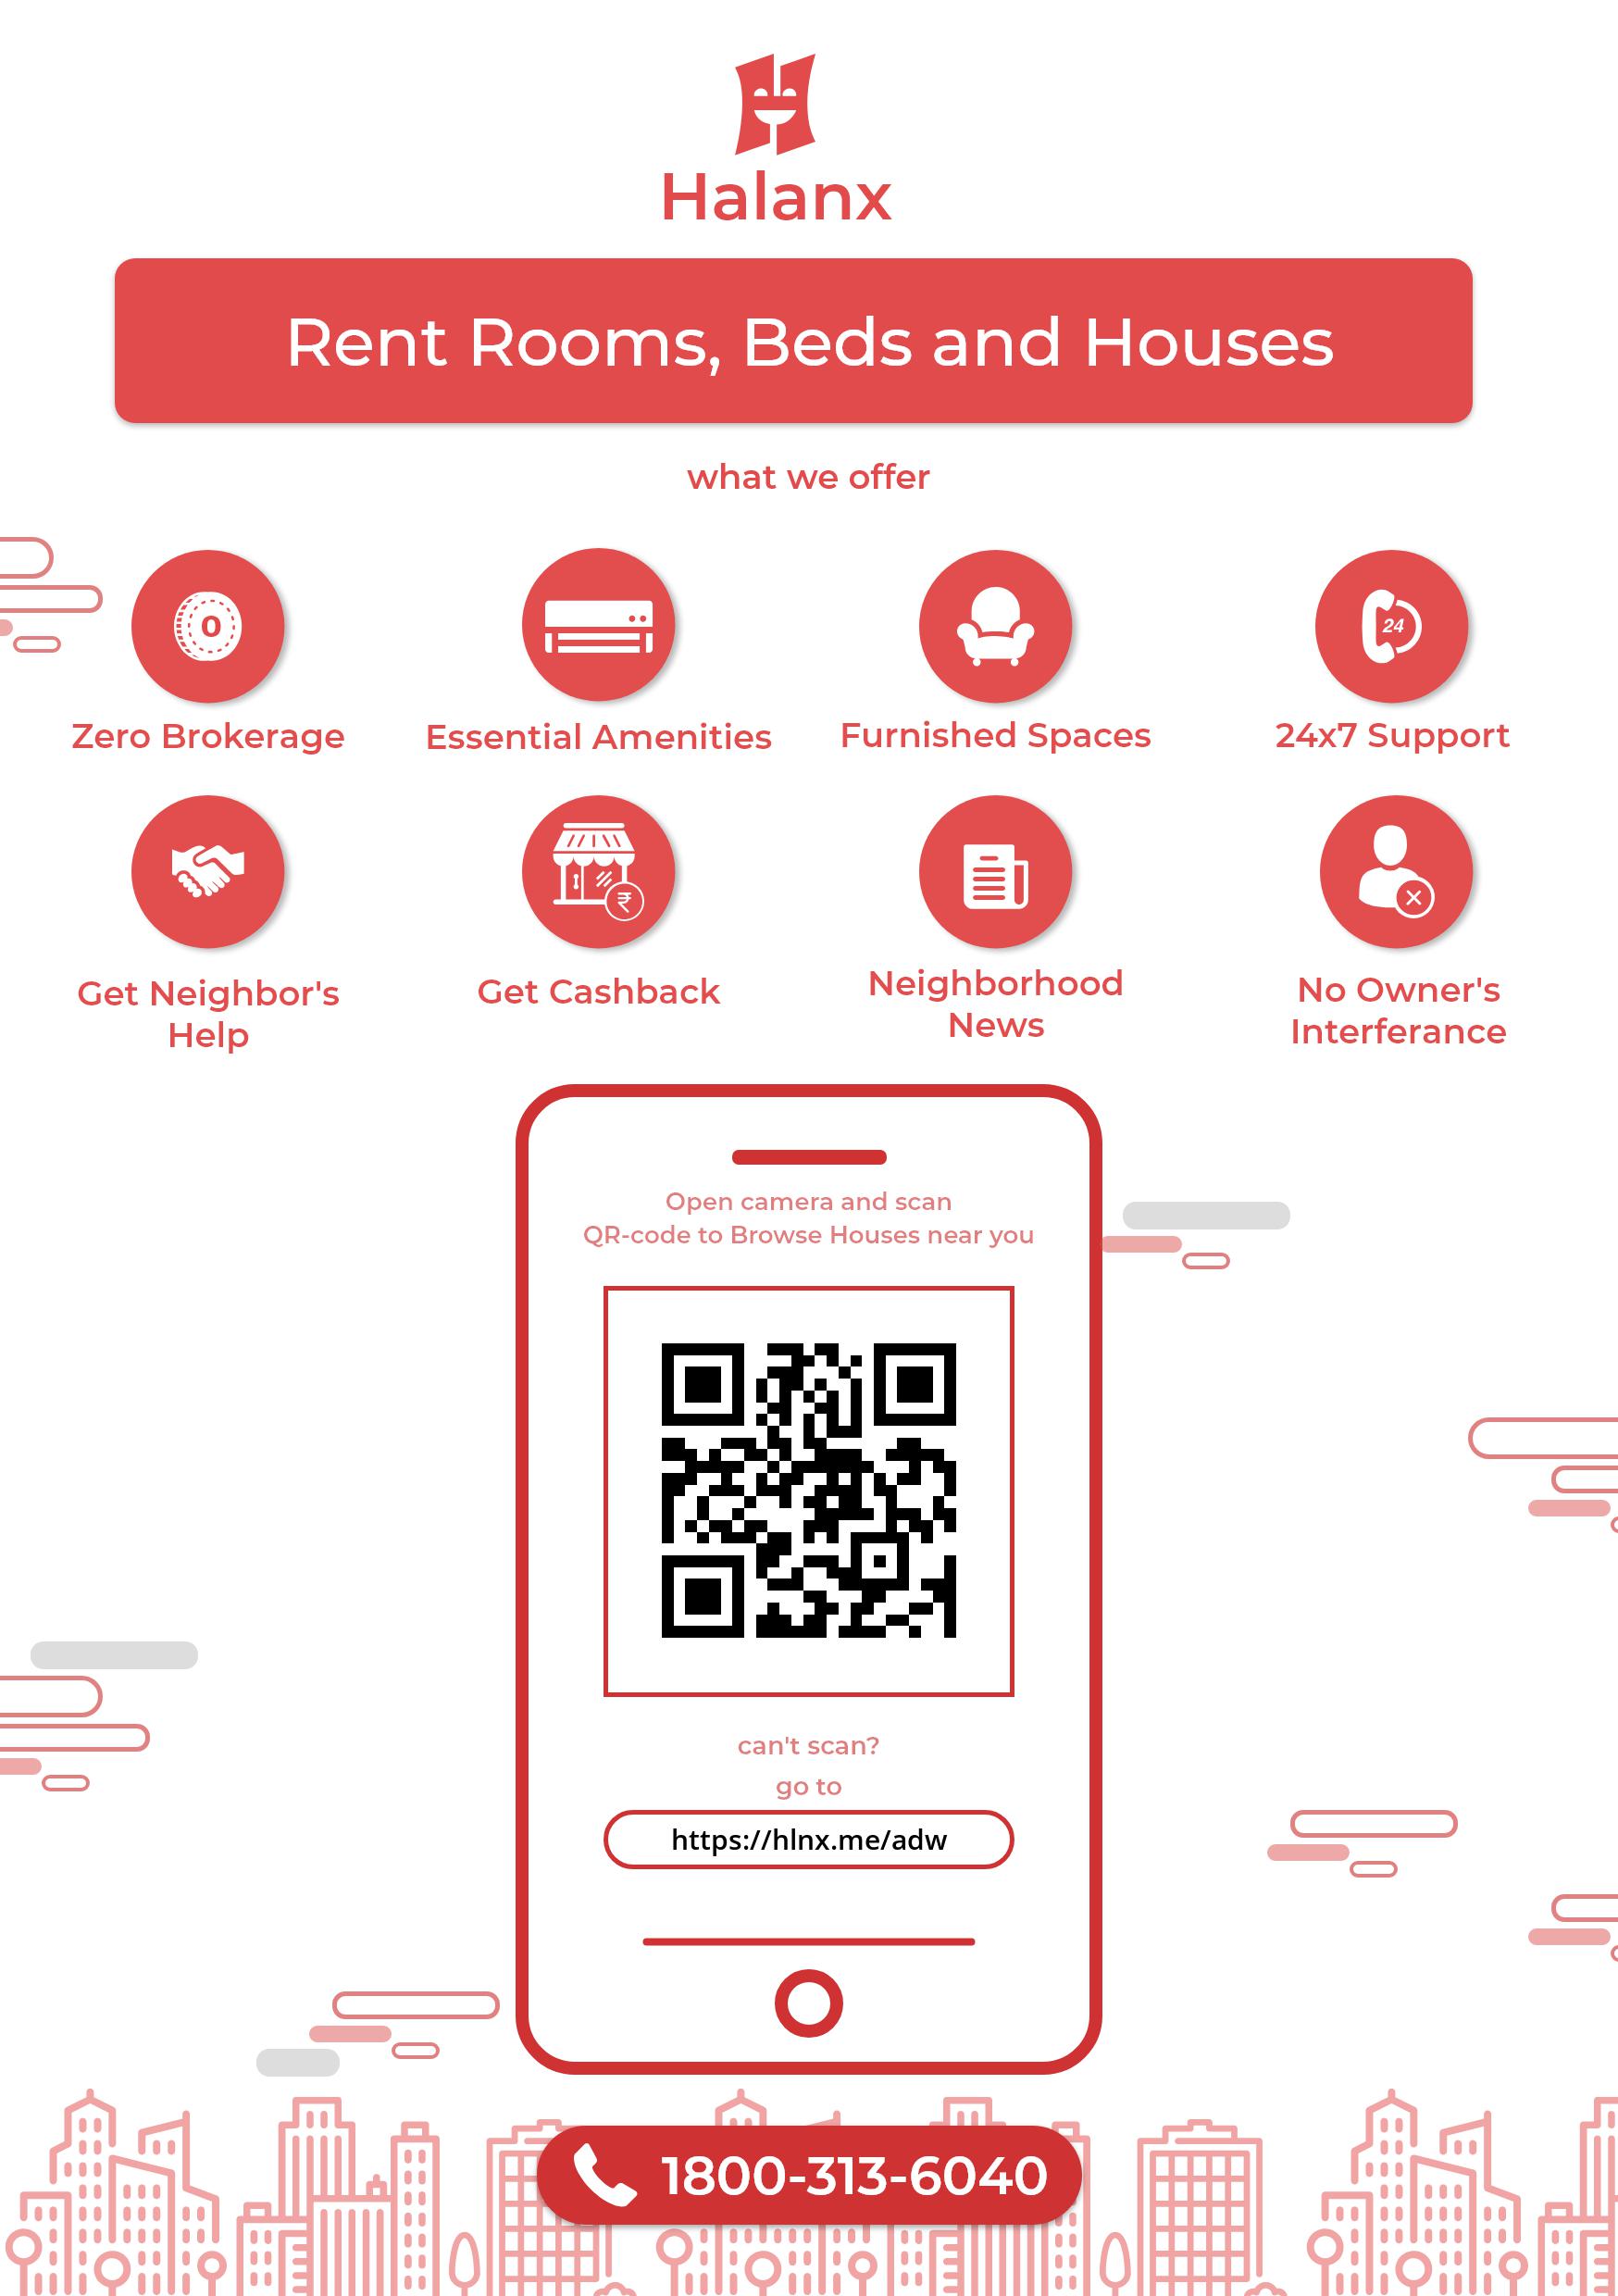 Halanx
Rent Rooms, Beds and Houses
what we offer
0
24
Zero Brokerage
Essential Amenities
Furnished Spaces
24x7 Support
₹
Get Neighbor's
Help
Get Cashback
Neighborhood
News
No Owner's
Interferance
Open camera and scan
QR-code to Browse Houses near you
can't scan?
go to
https://hlnx.me/adw
1800-313-6040